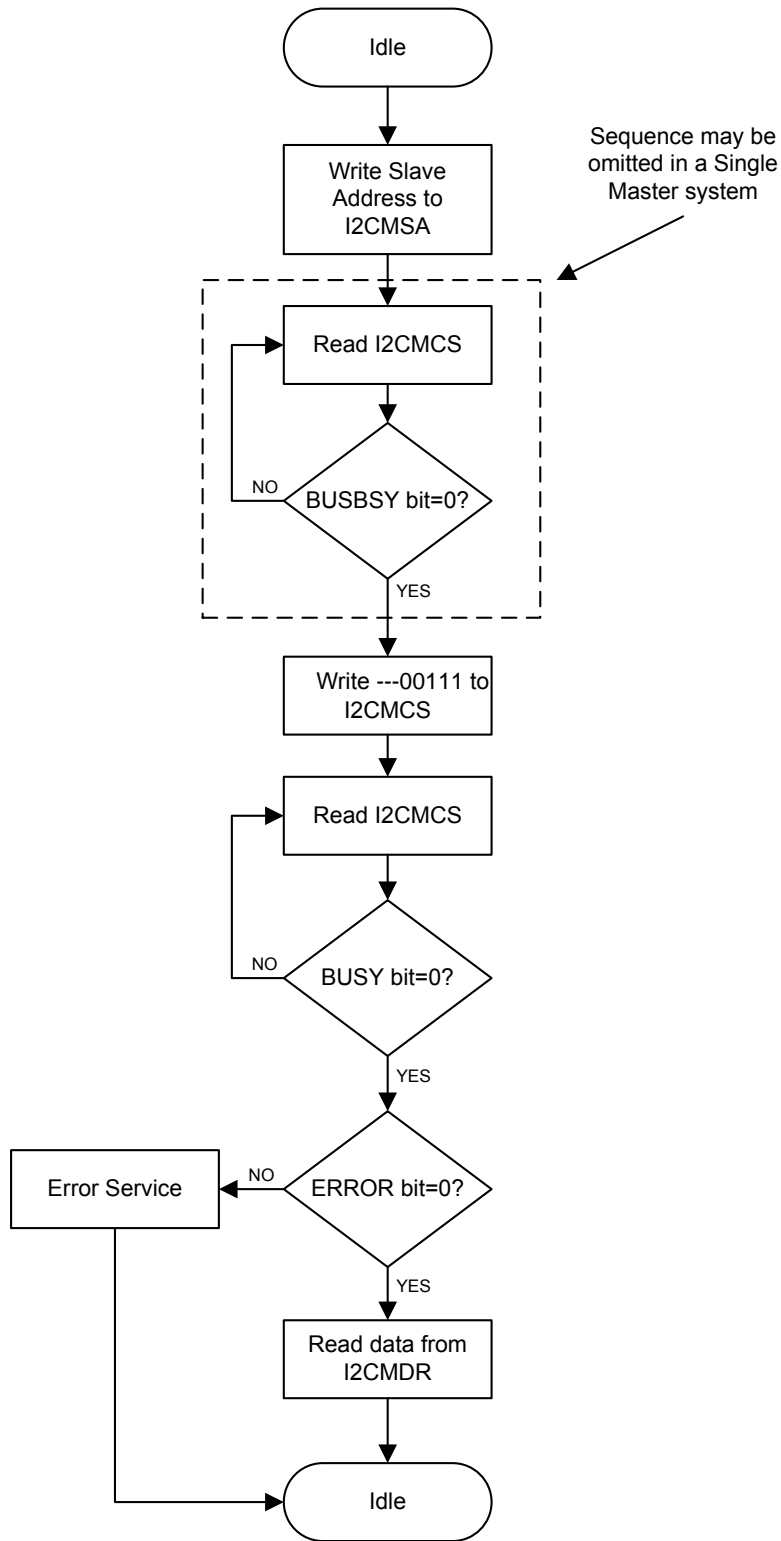 Idle
Sequence may be
omitted in a Single
Master system
Write Slave
Address to
I2CMSA
Read I2CMCS
NO
BUSBSY bit=0?
YES
Write ---00111 to
I2CMCS
Read I2CMCS
NO
BUSY bit=0?
YES
Error Service
NO
ERROR bit=0?
YES
Read data from
I2CMDR
Idle